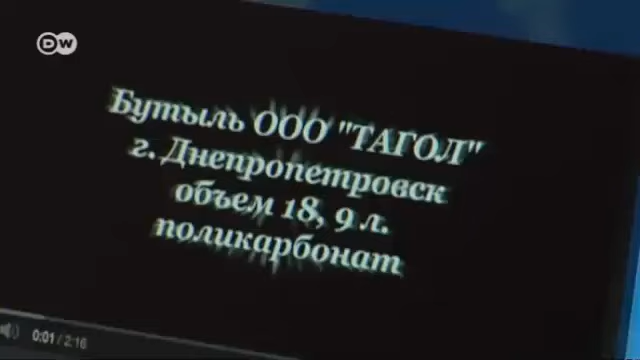 DW
Бутыль ООО "ТАГОЛ"
г. Днепропетровск
объем 18, 9 л.
поликарбонат
0:01 / 2:16